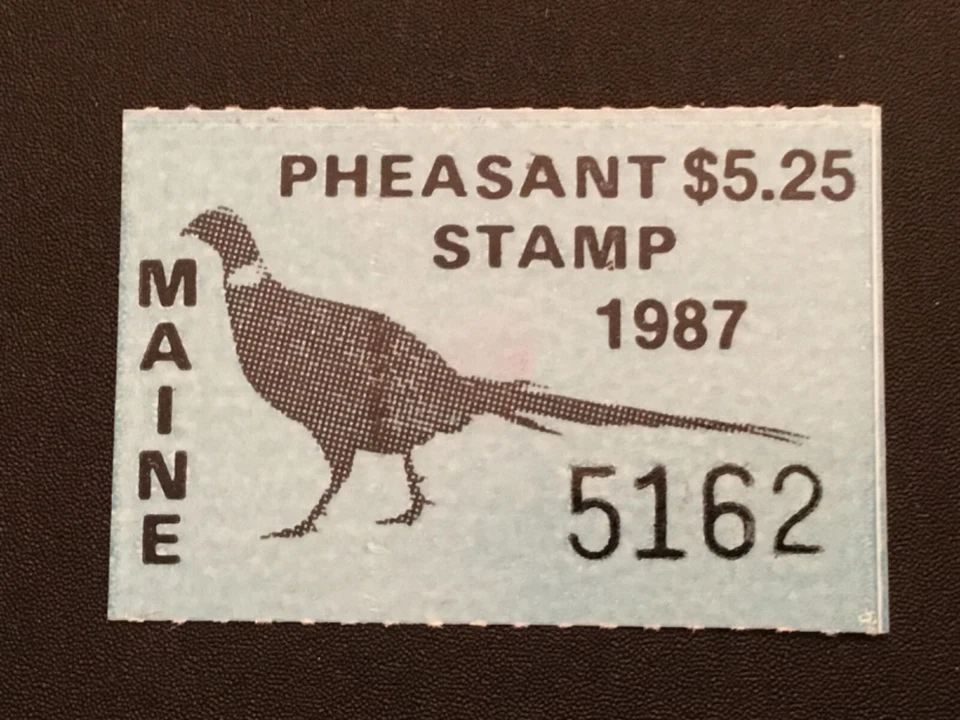 PHEASANT $5.25
STAMP
1987
MAINE
5162